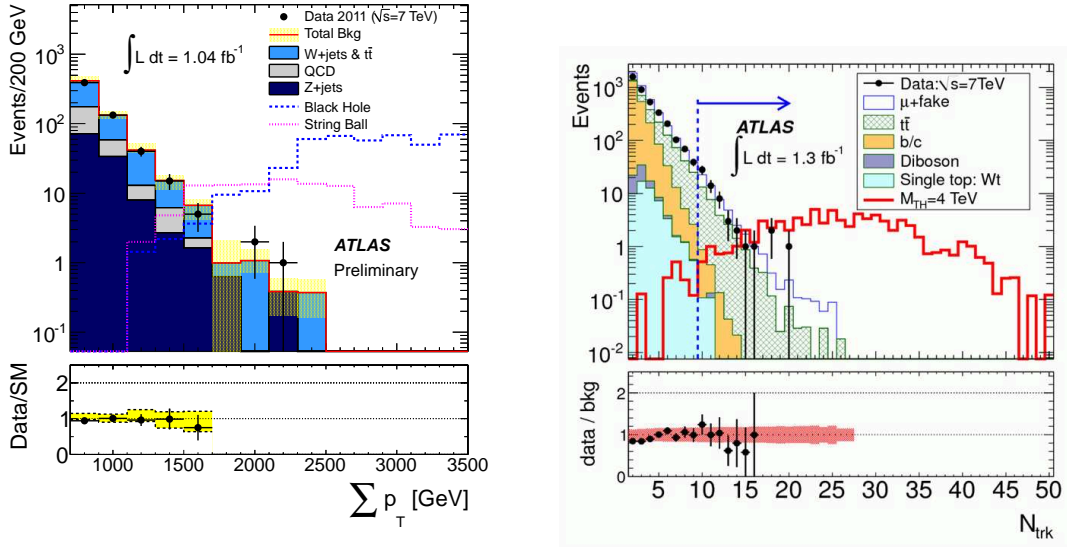 Data 2011 (√s=7 TeV)
Total Bkg
W+jets & tt̄
QCD
Z+jets
Black Hole
String Ball
∫ L dt = 1.04 fb⁻¹
Events/200 GeV
10³
10²
10
1
10⁻¹
ATLAS
Preliminary
Data/SM
2
1
0
1000 1500 2000 2500 3000 3500
∑ p_T [GeV]
Data:√s=7TeV
μ+fake
tt̄
b/c
Diboson
Single top: Wt
M_TH=4 TeV
ATLAS
∫ L dt = 1.3 fb⁻¹
Events
10³
10²
10
1
10⁻¹
10⁻²
data / bkg
2
1
0
5 10 15 20 25 30 35 40 45 50
N_trk